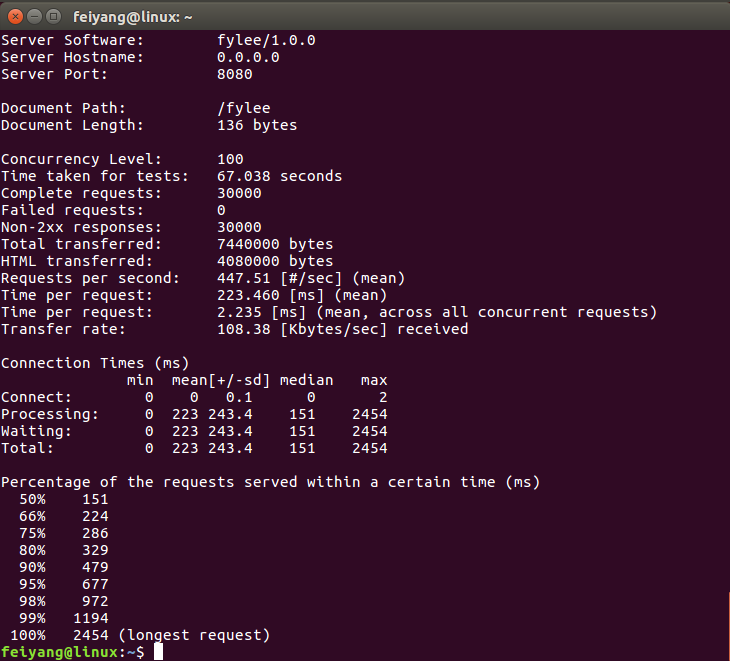 feiyang@linux: ~
Server Software:        fylee/1.0.0
Server Hostname:        0.0.0.0
Server Port:            8080

Document Path:          /fylee
Document Length:        136 bytes

Concurrency Level:      100
Time taken for tests:   67.038 seconds
Complete requests:      30000
Failed requests:        0
Non-2xx responses:      30000
Total transferred:      7440000 bytes
HTML transferred:       4080000 bytes
Requests per second:    447.51 [#/sec] (mean)
Time per request:       223.460 [ms] (mean)
Time per request:       2.235 [ms] (mean, across all concurrent requests)
Transfer rate:          108.38 [Kbytes/sec] received

Connection Times (ms)
              min  mean[+/-sd] median   max
Connect:        0    0   0.1      0       2
Processing:     0  223 243.4    151    2454
Waiting:        0  223 243.4    151    2454
Total:          0  223 243.4    151    2454

Percentage of the requests served within a certain time (ms)
  50%    151
  66%    224
  75%    286
  80%    329
  90%    479
  95%    677
  98%    972
  99%   1194
 100%   2454 (longest request)
feiyang@linux:~$